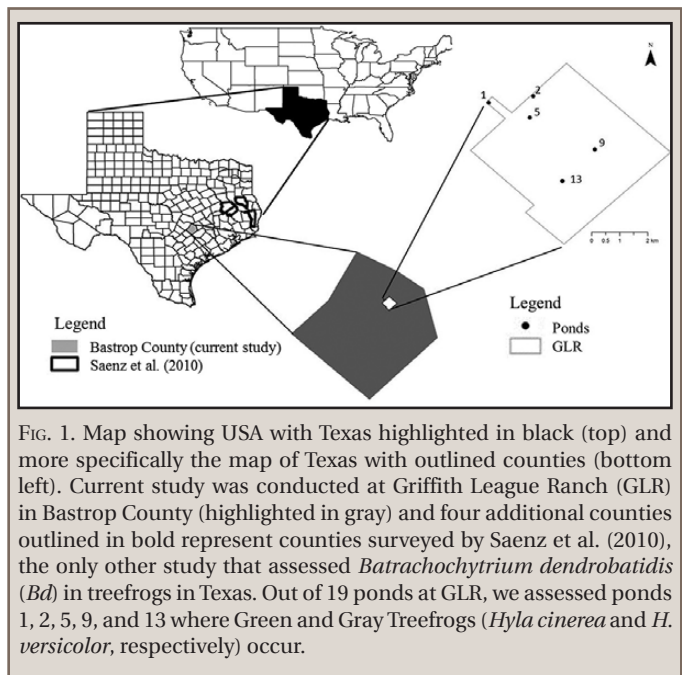 N
1
2
5
9
13
0 0.5 1 2 km
Legend
Ponds
GLR
Legend
Bastrop County (current study)
Saenz et al. (2010)
FIG. 1. Map showing USA with Texas highlighted in black (top) and
more specifically the map of Texas with outlined counties (bottom
left). Current study was conducted at Griffith League Ranch (GLR)
in Bastrop County (highlighted in gray) and four additional counties
outlined in bold represent counties surveyed by Saenz et al. (2010),
the only other study that assessed Batrachochytrium dendrobatidis
(Bd) in treefrogs in Texas. Out of 19 ponds at GLR, we assessed ponds
1, 2, 5, 9, and 13 where Green and Gray Treefrogs (Hyla cinerea and H.
versicolor, respectively) occur.